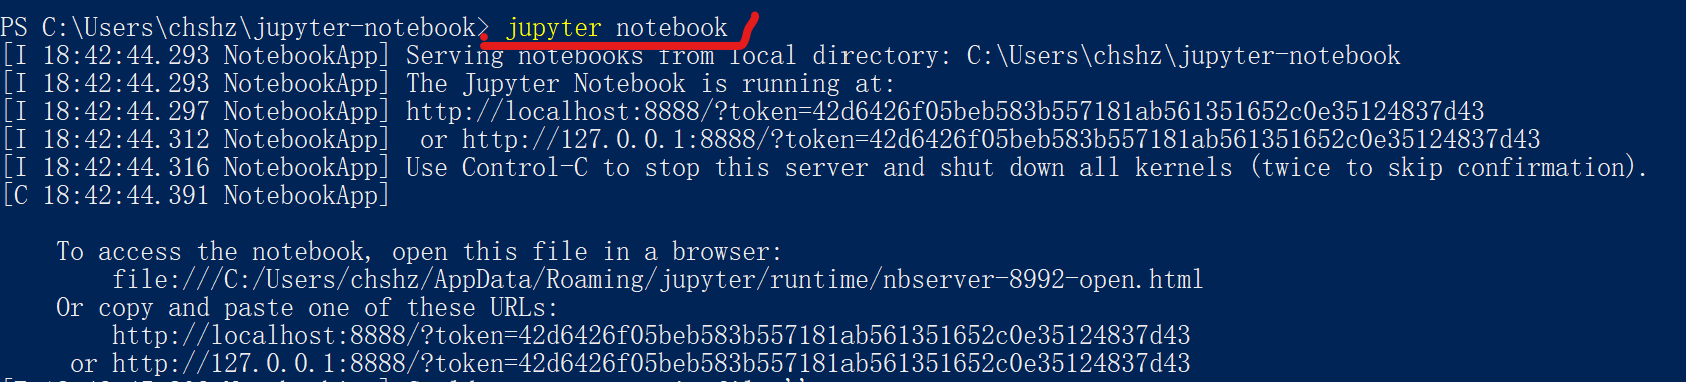 PS C:\Users\chshz\jupyter-notebook> jupyter notebook
[I 18:42:44.293 NotebookApp] Serving notebooks from local directory: C:\Users\chshz\jupyter-notebook
[I 18:42:44.293 NotebookApp] The Jupyter Notebook is running at:
[I 18:42:44.297 NotebookApp] http://localhost:8888/?token=42d6426f05beb583b557181ab561351652c0e35124837d43
[I 18:42:44.312 NotebookApp]  or http://127.0.0.1:8888/?token=42d6426f05beb583b557181ab561351652c0e35124837d43
[I 18:42:44.316 NotebookApp] Use Control-C to stop this server and shut down all kernels (twice to skip confirmation).
[C 18:42:44.391 NotebookApp]
To access the notebook, open this file in a browser:
file:///C:/Users/chshz/AppData/Roaming/jupyter/runtime/nbserver-8992-open.html
Or copy and paste one of these URLs:
http://localhost:8888/?token=42d6426f05beb583b557181ab561351652c0e35124837d43
or http://127.0.0.1:8888/?token=42d6426f05beb583b557181ab561351652c0e35124837d43